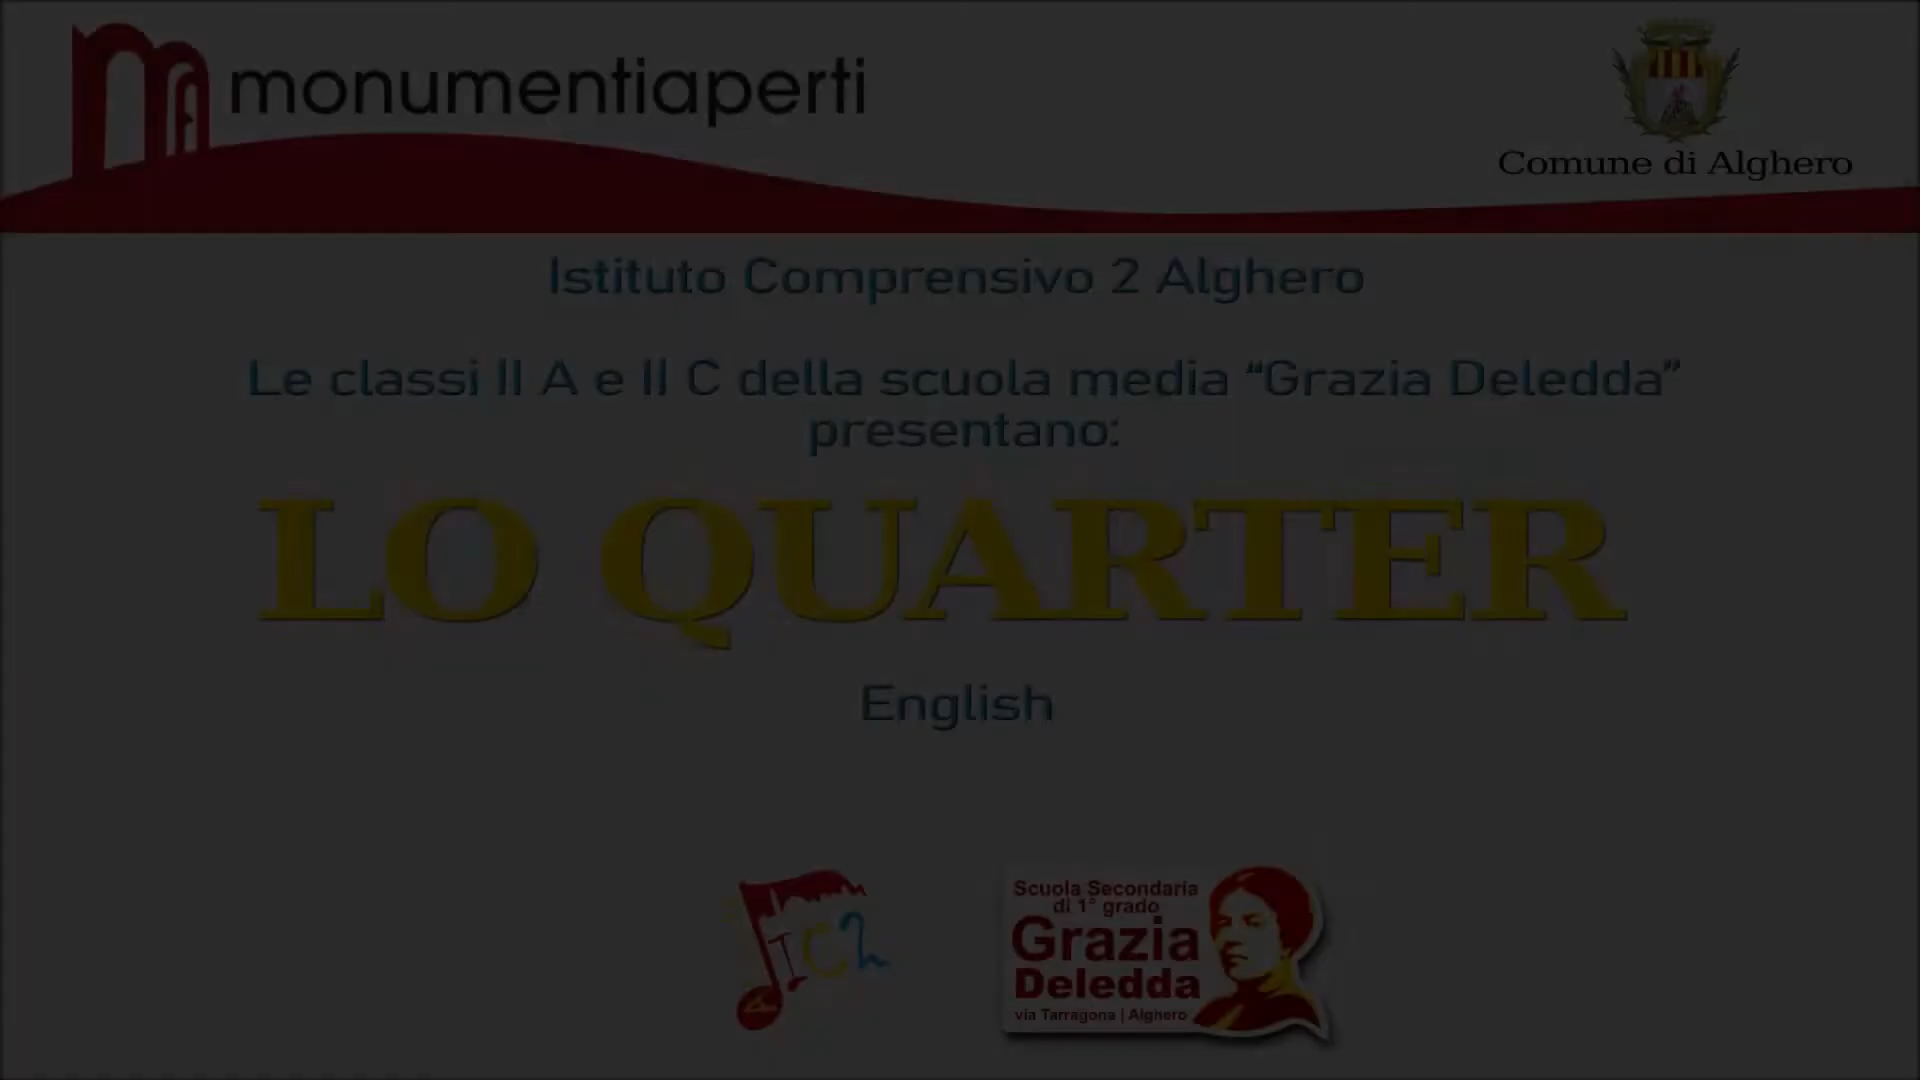 monumentiaperti
Comune di Alghero
Istituto Comprensivo 2 Alghero
Le classi II A e II C della scuola media “Grazia Deledda”
presentano:
LO QUARTER
English
IC2
Scuola Secondaria
di 1° grado
Grazia
Deledda
via Tarragona | Alghero